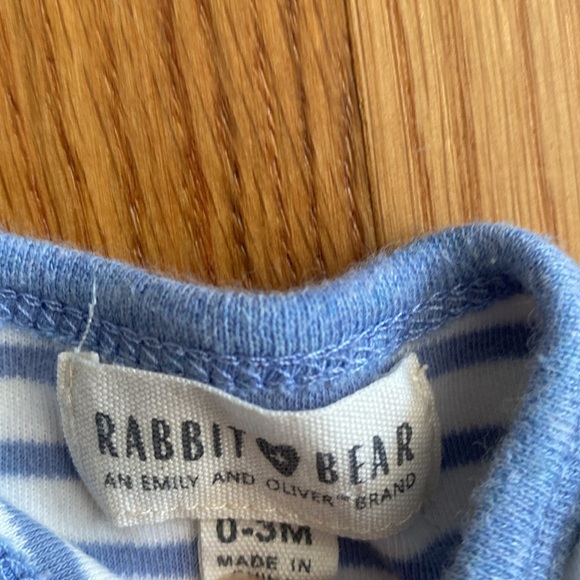 RABBIT BEAR
AN EMILY AND OLIVER™ BRAND
0-3M
MADE IN